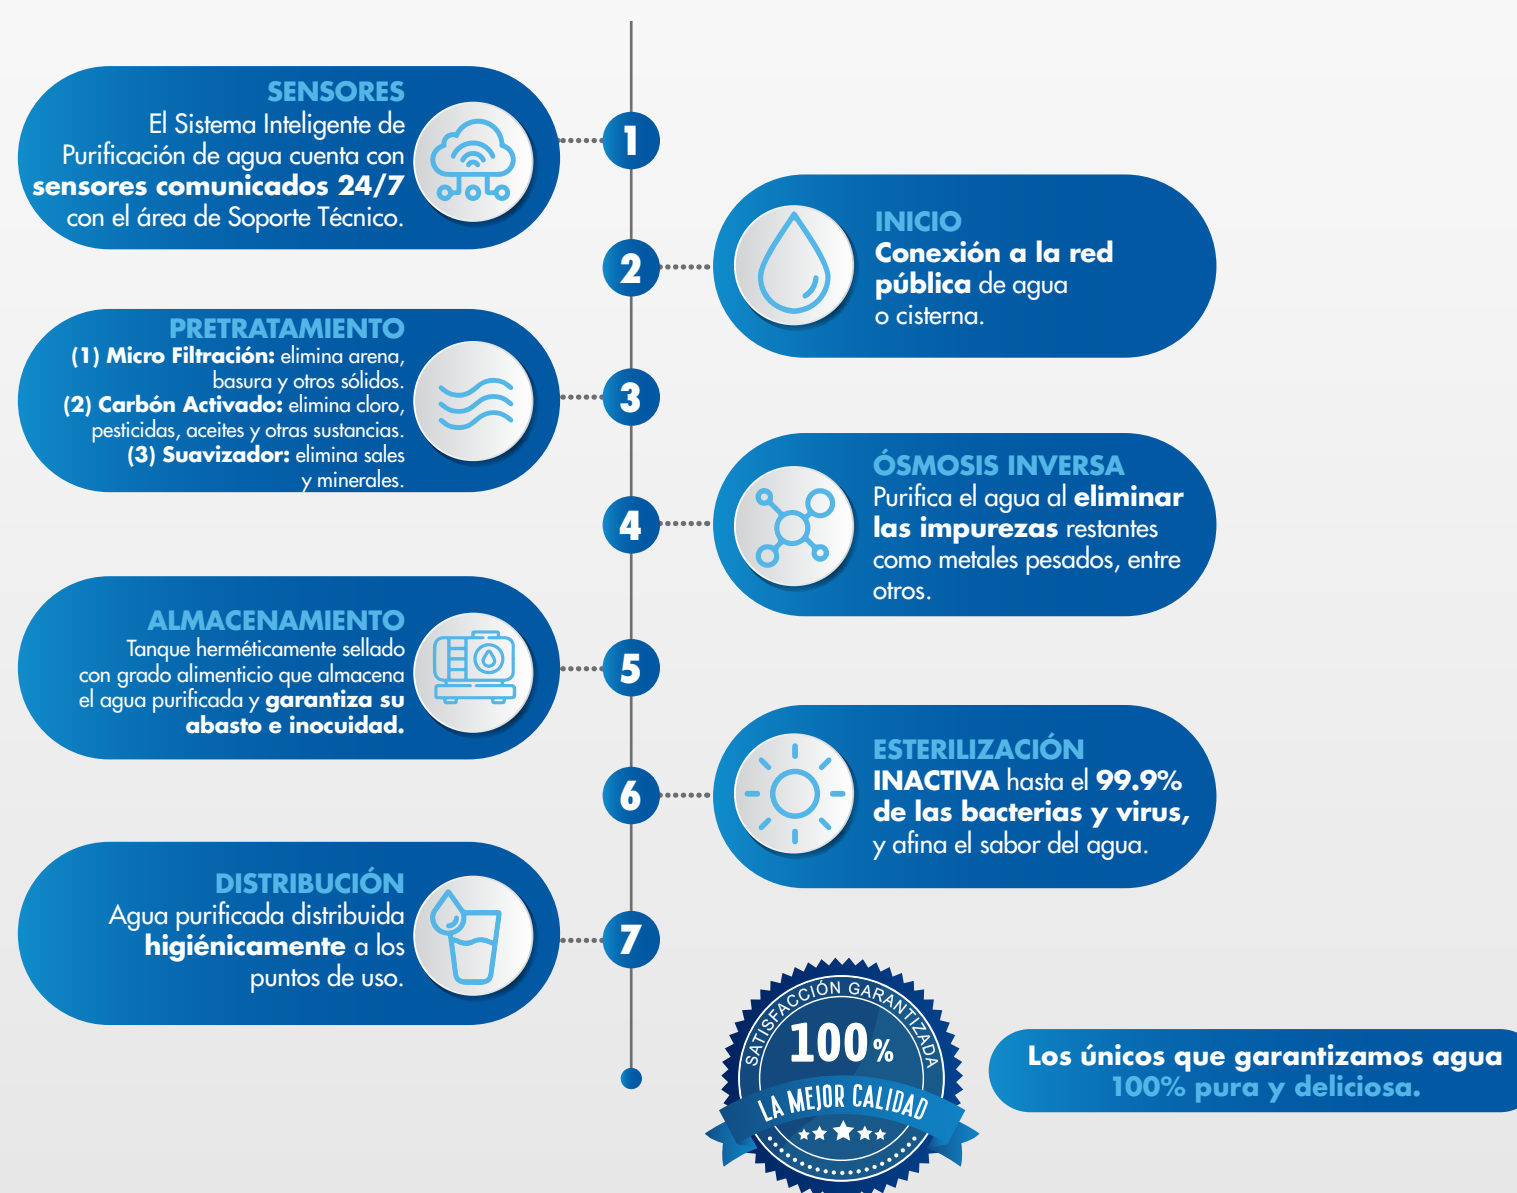 SENSORES
El Sistema Inteligente de
Purificación de agua cuenta con
sensores comunicados 24/7
con el área de Soporte Técnico.
1
2
INICIO
Conexión a la red
pública de agua
o cisterna.
PRETRATAMIENTO
(1) Micro Filtración: elimina arena,
basura y otros sólidos.
(2) Carbón Activado: elimina cloro,
pesticidas, aceites y otras sustancias.
(3) Suavizador: elimina sales
y minerales.
3
4
ÓSMOSIS INVERSA
Purifica el agua al eliminar
las impurezas restantes
como metales pesados, entre
otros.
ALMACENAMIENTO
Tanque herméticamente sellado
con grado alimenticio que almacena
el agua purificada y garantiza su
abasto e inocuidad.
5
6
ESTERILIZACIÓN
INACTIVA hasta el 99.9%
de las bacterias y virus,
y afina el sabor del agua.
DISTRIBUCIÓN
Agua purificada distribuida
higiénicamente a los
puntos de uso.
7
SATISFACCIÓN GARANTIZADA
100%
LA MEJOR CALIDAD
Los únicos que garantizamos agua
100% pura y deliciosa.